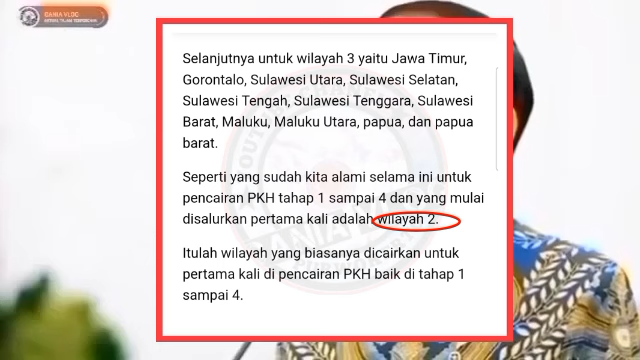 DANIA VLOG
Selanjutnya untuk wilayah 3 yaitu Jawa Timur,
Gorontalo, Sulawesi Utara, Sulawesi Selatan,
Sulawesi Tengah, Sulawesi Tenggara, Sulawesi
Barat, Maluku, Maluku Utara, papua, dan papua
barat.
Seperti yang sudah kita alami selama ini untuk
pencairan PKH tahap 1 sampai 4 dan yang mulai
disalurkan pertama kali adalah wilayah 2.
Itulah wilayah yang biasanya dicairkan untuk
pertama kali di pencairan PKH baik di tahap 1
sampai 4.